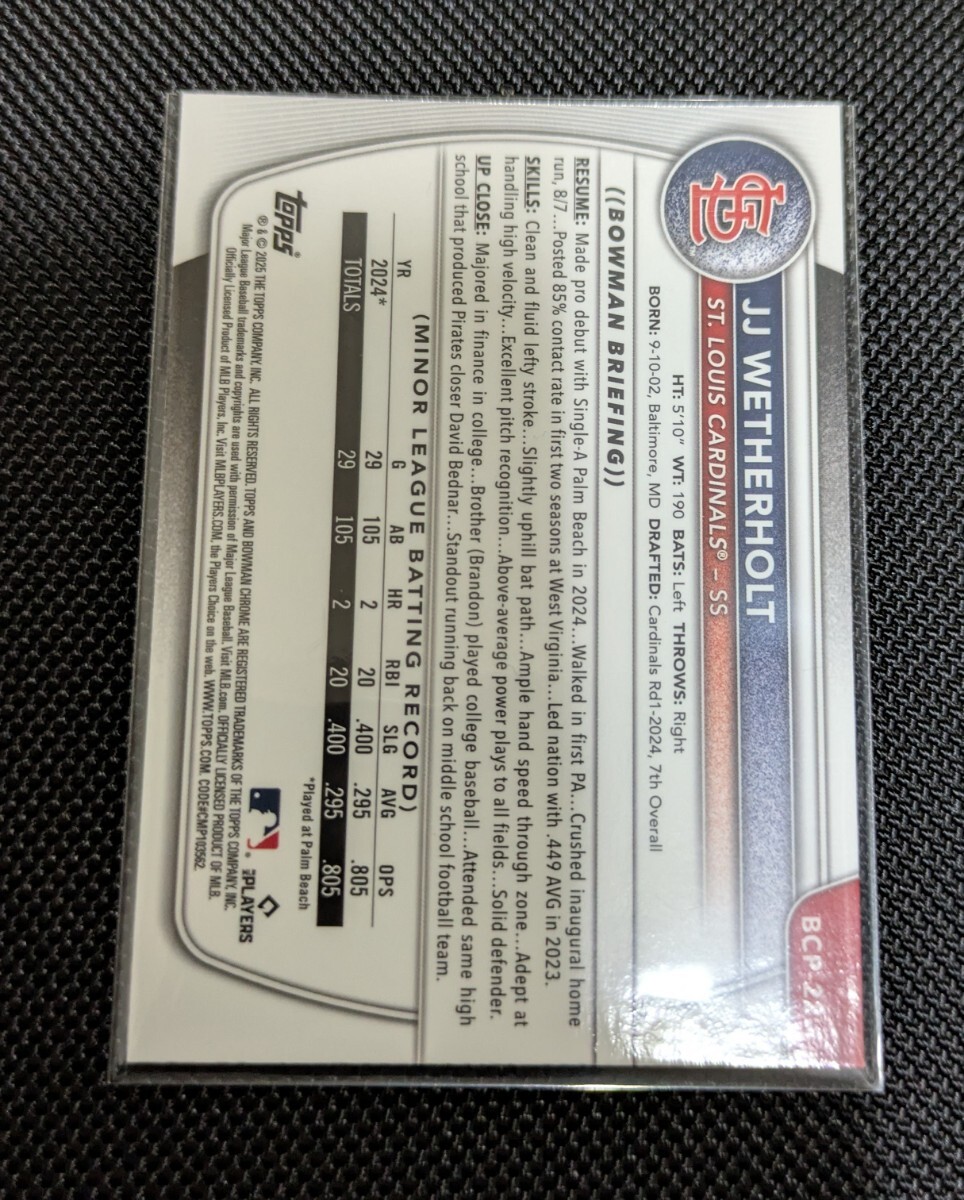 BCP-22
JJ WETHERHOLT
ST. LOUIS CARDINALS® – SS
HT: 5'10" WT: 190 BATS: Left THROWS: Right
BORN: 9-10-02, Baltimore, MD DRAFTED: Cardinals Rd1-2024, 7th Overall
((BOWMAN BRIEFING))
RESUME: Made pro debut with Single-A Palm Beach in 2024...Walked in first PA...Crushed inaugural home
run, 8/7...Posted 85% contact rate in first two seasons at West Virginia...Led nation with .449 AVG in 2023.
SKILLS: Clean and fluid lefty stroke...Slightly uphill bat path...Ample hand speed through zone...Adept at
handling high velocity...Excellent pitch recognition...Above-average power plays to all fields...Solid defender.
UP CLOSE: Majored in finance in college...Brother (Brandon) played college baseball...Attended same high
school that produced Pirates closer David Bednar...Standout running back on middle school football team.
(MINOR LEAGUE BATTING RECORD)
YR G AB HR RBI SLG AVG OPS
2024* 29 105 2 20 .400 .295 .805
TOTALS 29 105 2 20 .400 .295 .805
*Played at Palm Beach
topps®
PLAYERS
® & © 2025 THE TOPPS COMPANY, INC. ALL RIGHTS RESERVED. TOPPS AND BOWMAN CHROME ARE REGISTERED TRADEMARKS OF THE TOPPS COMPANY, INC.
Major League Baseball trademarks and copyrights are used with permission of Major League Baseball. Visit MLB.com. OFFICIALLY LICENSED PRODUCT OF MLB
Officially Licensed Product of MLB Players, Inc. Visit MLBPLAYERS.COM, the Players Choice on the web. WWW.TOPPS.COM. CODE#CMP103562.